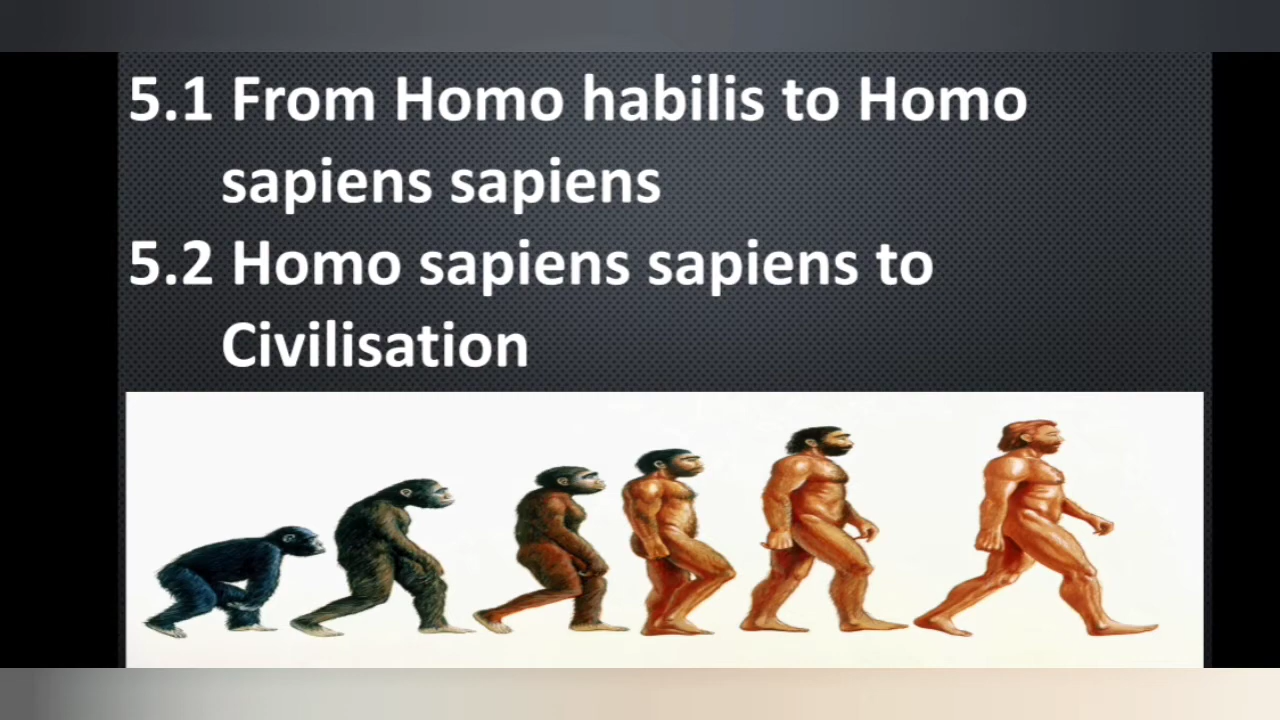 5.1 From Homo habilis to Homo
sapiens sapiens
5.2 Homo sapiens sapiens to
Civilisation